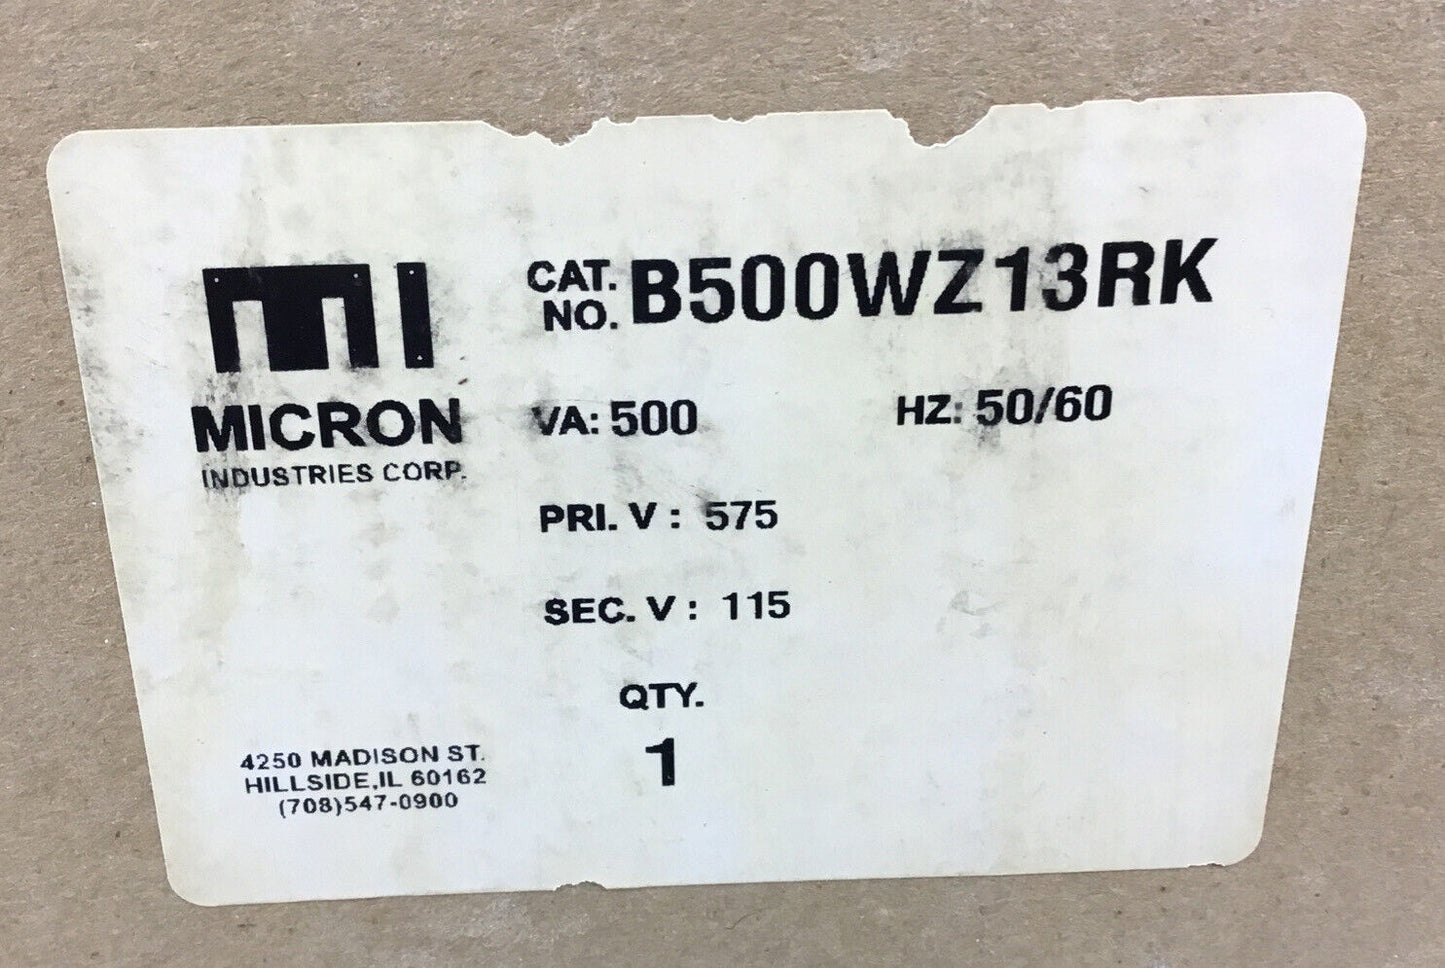 MI
MICRON
INDUSTRIES CORP.
CAT. NO. B500WZ13RK
VA: 500 HZ: 50/60
PRI. V : 575
SEC. V : 115
QTY.
1
4250 MADISON ST.
HILLSIDE,IL 60162
(708)547-0900